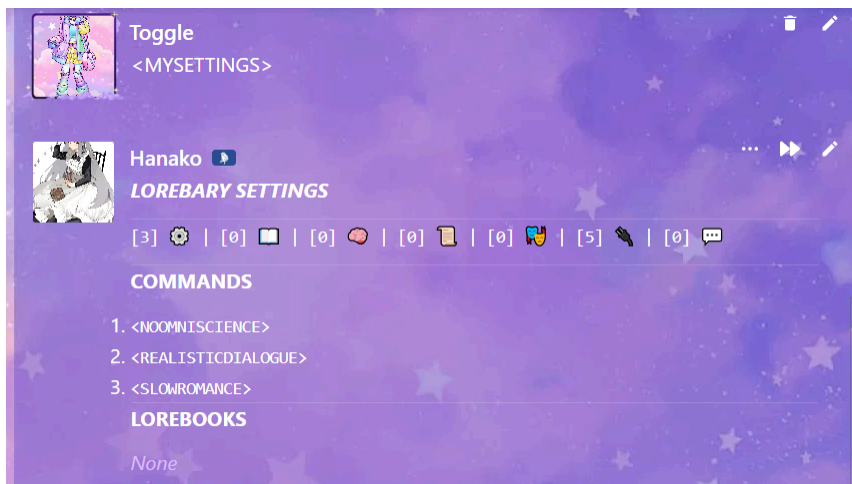 Toggle
<MYSETTINGS>
Hanako
LOREBARY SETTINGS
[3] ⚙️ | [0] 📖 | [0] 🧠 | [0] 📜 | [0] 🎭 | [5] 🔌 | [0] 💬
COMMANDS
1. <NOOMNISCIENCE>
2. <REALISTICDIALOGUE>
3. <SLOWROMANCE>
LOREBOOKS
None